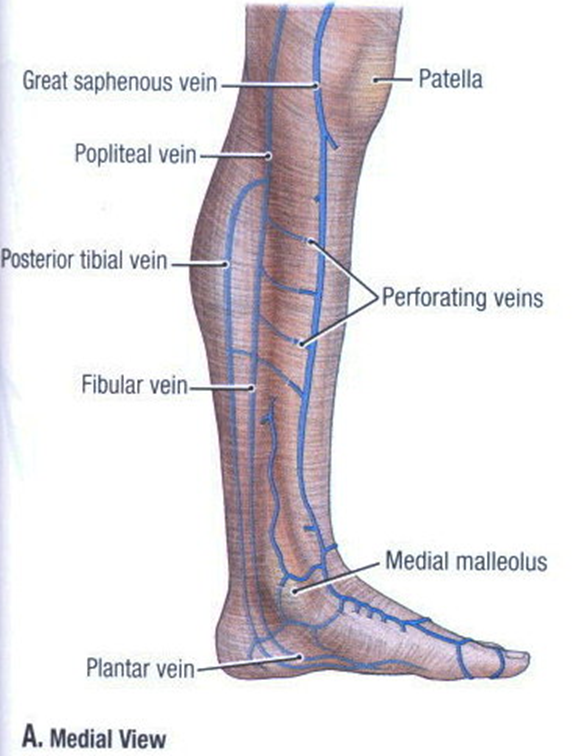 Great saphenous vein
Patella
Popliteal vein
Posterior tibial vein
Perforating veins
Fibular vein
Medial malleolus
Plantar vein
A. Medial View